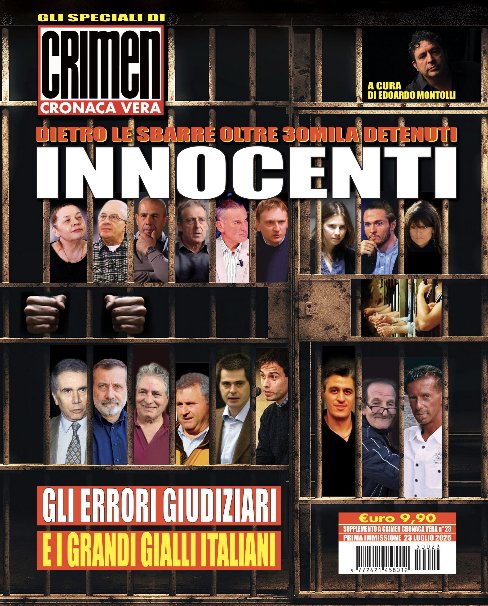 GLI SPECIALI DI
CRIMEN
CRONACA VERA
A CURA
DI EDOARDO MONTOLLI
DIETRO LE SBARRE OLTRE 30MILA DETENUTI
INNOCENTI
GLI ERRORI GIUDIZIARI
E I GRANDI GIALLI ITALIANI
€uro 9,90
SUPPLEMENTO A CRIMEN CRONACA VERA n° 23
PRIMA IMMISSIONE 23 LUGLIO 2020